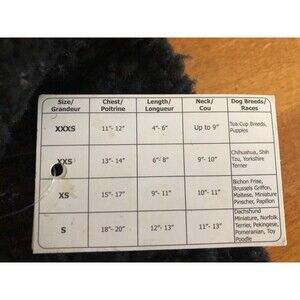 Size/ Chest/ Length/ Neck/ Dog Breeds/
Grandeur Poitrine Longueur Cou Races
XXXS 11"- 12" 4"- 6" Up to 9" Tea Cup Breeds,
Puppies
XXS 13"- 14" 6"- 8" 9"- 10" Chihuahua, Shih
Tzu, Yorkshire
Terrier
XS 15"- 17" 9"- 11" 10"- 11" Bichon Frise,
Brussels Griffon,
Maltese, Miniature
Pinscher, Papillon
S 18"- 20" 12"- 13" 11"- 13" Dachshund
Miniature, Norfolk
Terrier, Pekingese,
Pomeranian, Toy
Poodle